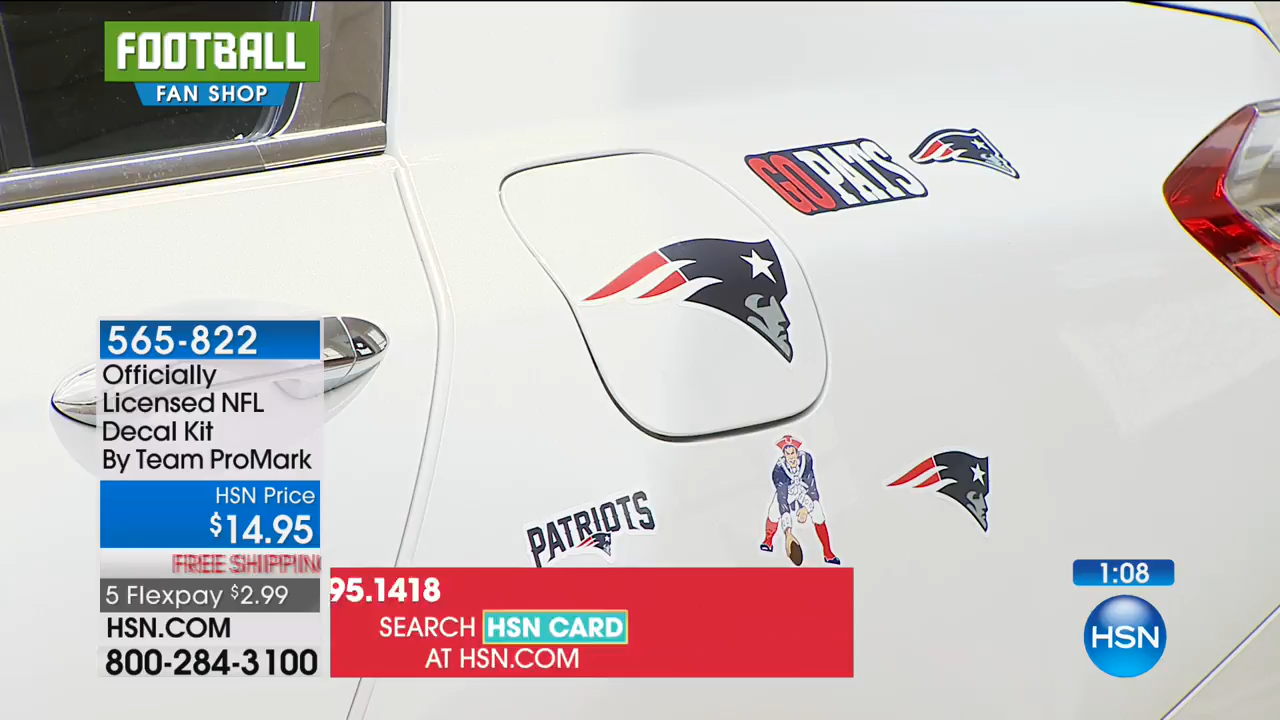 FOOTBALL
FAN SHOP
GO PATS
565-822
Officially
Licensed NFL
Decal Kit
By Team ProMark
HSN Price
$14.95
FREE SHIPPIN
5 Flexpay $2.99
HSN.COM
800-284-3100
PATRIOTS
95.1418
SEARCH HSN CARD
AT HSN.COM
1:08
HSN